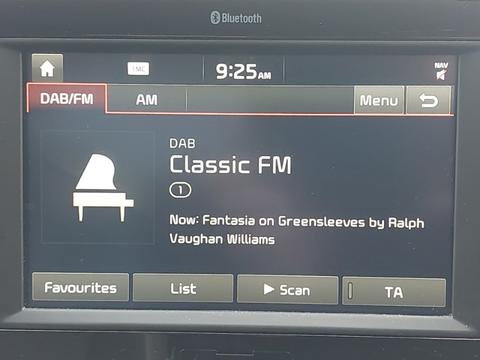 Bluetooth
TMC
9:25AM
NAV
DAB/FM
AM
Menu
DAB
Classic FM
1
Now: Fantasia on Greensleeves by Ralph
Vaughan Williams
Favourites
List
Scan
TA